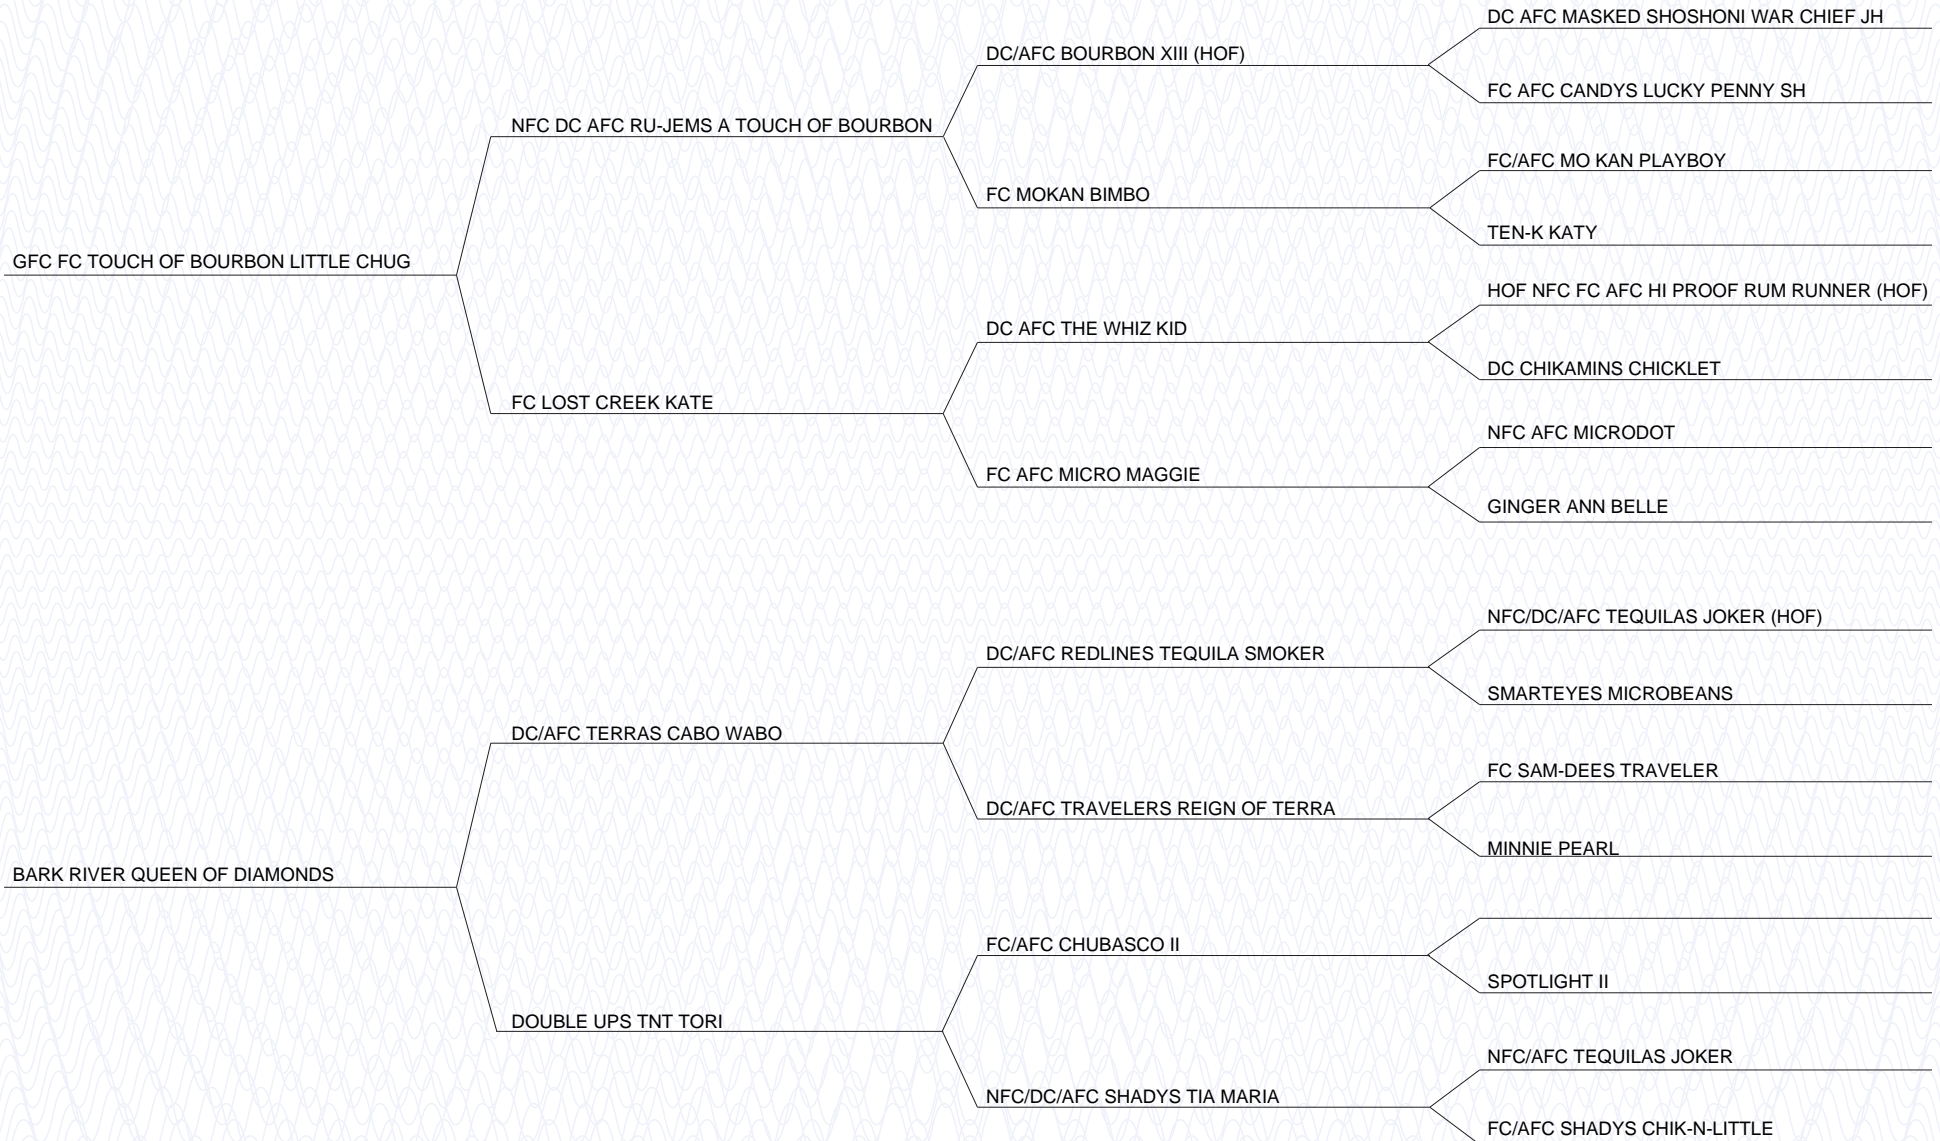 DC AFC MASKED SHOSHONI WAR CHIEF JH
DC/AFC BOURBON XIII (HOF)
FC AFC CANDYS LUCKY PENNY SH
NFC DC AFC RU-JEMS A TOUCH OF BOURBON
FC/AFC MO KAN PLAYBOY
FC MOKAN BIMBO
TEN-K KATY
GFC FC TOUCH OF BOURBON LITTLE CHUG
HOF NFC FC AFC HI PROOF RUM RUNNER (HOF)
DC AFC THE WHIZ KID
DC CHIKAMINS CHICKLET
FC LOST CREEK KATE
NFC AFC MICRODOT
FC AFC MICRO MAGGIE
GINGER ANN BELLE
NFC/DC/AFC TEQUILAS JOKER (HOF)
DC/AFC REDLINES TEQUILA SMOKER
SMARTEYES MICROBEANS
DC/AFC TERRAS CABO WABO
FC SAM-DEES TRAVELER
DC/AFC TRAVELERS REIGN OF TERRA
MINNIE PEARL
BARK RIVER QUEEN OF DIAMONDS
FC/AFC CHUBASCO II
SPOTLIGHT II
DOUBLE UPS TNT TORI
NFC/AFC TEQUILAS JOKER
NFC/DC/AFC SHADYS TIA MARIA
FC/AFC SHADYS CHIK-N-LITTLE